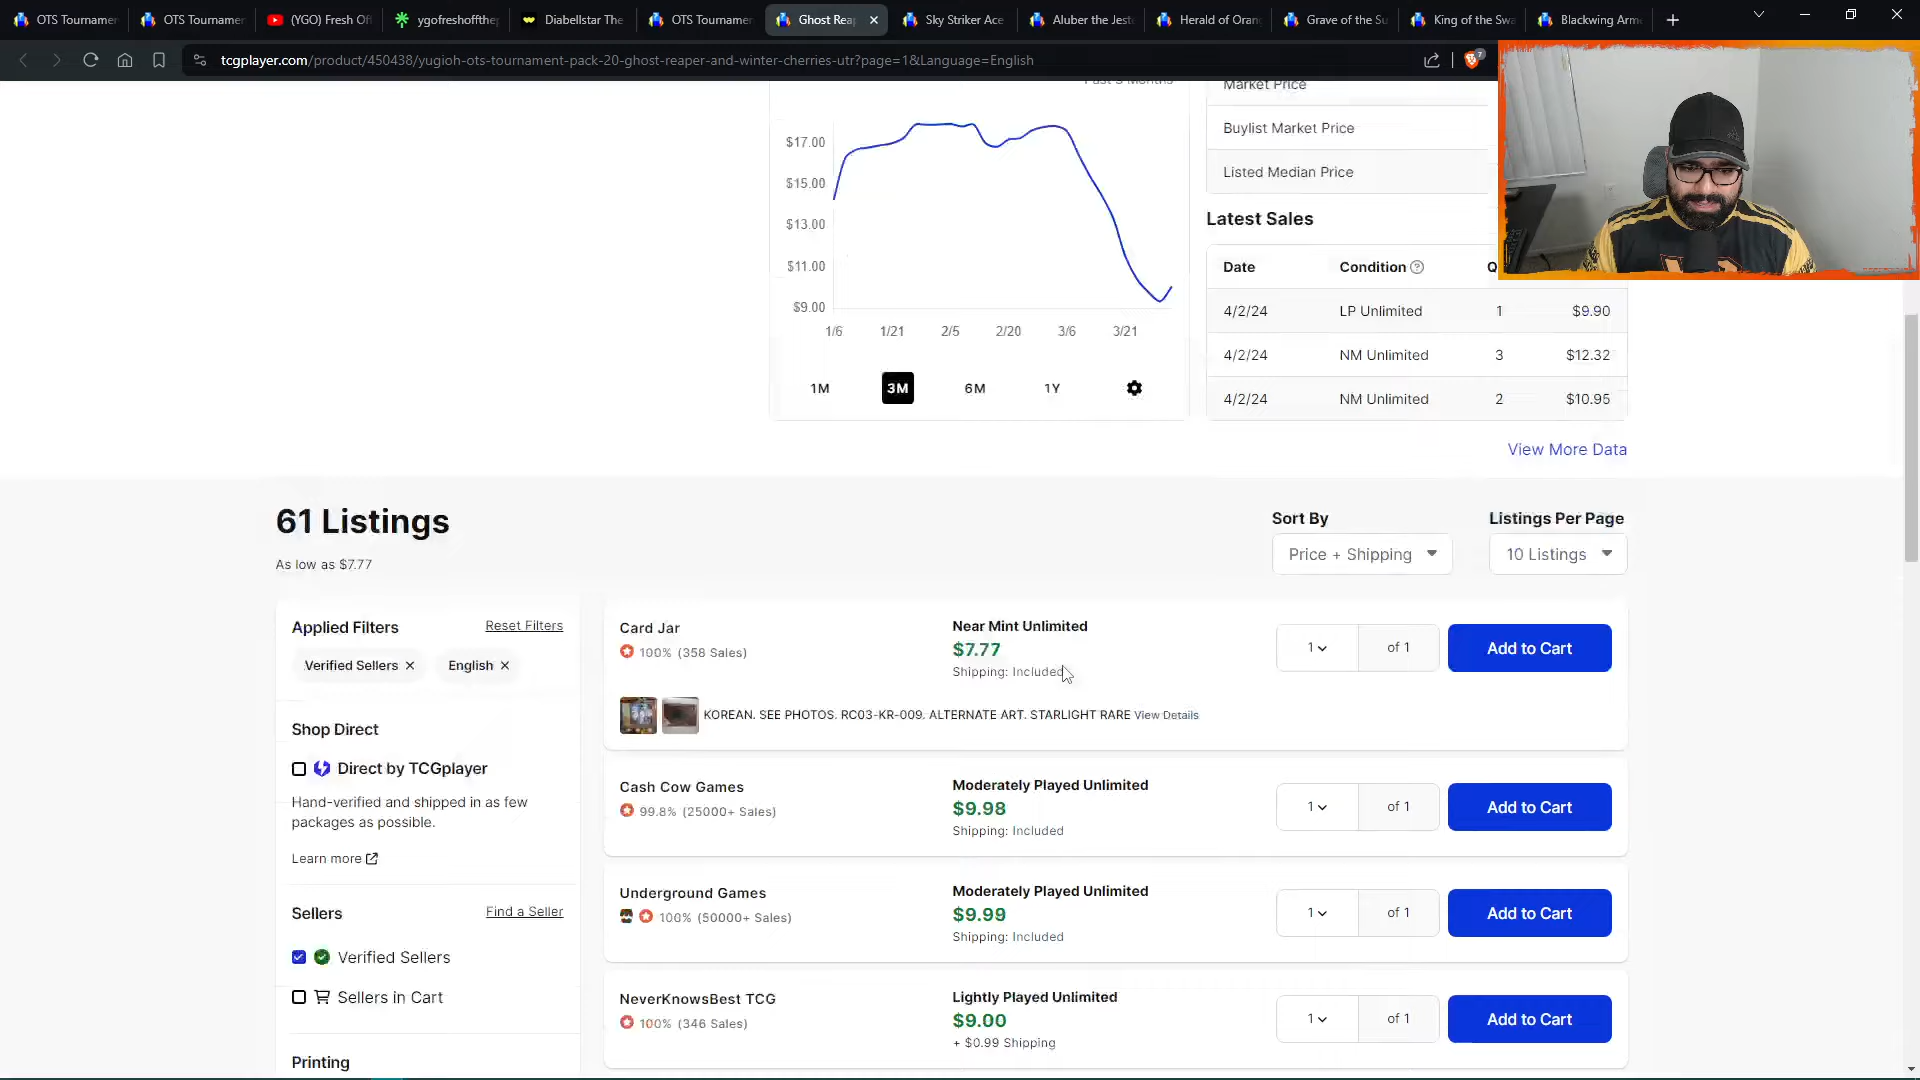 OTS Tournamen
OTS Tournamer
(YGO) Fresh Of
ygofreshoffthep
Diabellstar The
OTS Tournamen
Ghost Reap
Sky Striker Ace
Aluber the Jeste
Herald of Orang
Grave of the Su
King of the Swa
Blackwing Arm
tcgplayer.com/product/450438/yugioh-ots-tournament-pack-20-ghost-reaper-and-winter-cherries-utr?page=1&Language=English
7
Past 3 Months
$17.00
$15.00
$13.00
$11.00
$9.00
1/6 1/21 2/5 2/20 3/6 3/21
1M 3M 6M 1Y
Market Price
Buylist Market Price
Listed Median Price
Latest Sales
Date Condition Q
4/2/24 LP Unlimited 1 $9.90
4/2/24 NM Unlimited 3 $12.32
4/2/24 NM Unlimited 2 $10.95
View More Data
61 Listings
As low as $7.77
Sort By
Price + Shipping
Listings Per Page
10 Listings
Applied Filters Reset Filters
Verified Sellers English
Shop Direct
Direct by TCGplayer
Hand-verified and shipped in as few
packages as possible.
Learn more
Sellers Find a Seller
Verified Sellers
Sellers in Cart
Printing
Card Jar
100% (358 Sales)
Near Mint Unlimited
$7.77
Shipping: Included
1 of 1 Add to Cart
KOREAN. SEE PHOTOS. RC03-KR-009. ALTERNATE ART. STARLIGHT RARE View Details
Cash Cow Games
99.8% (25000+ Sales)
Moderately Played Unlimited
$9.98
Shipping: Included
1 of 1 Add to Cart
Underground Games
100% (50000+ Sales)
Moderately Played Unlimited
$9.99
Shipping: Included
1 of 1 Add to Cart
NeverKnowsBest TCG
100% (346 Sales)
Lightly Played Unlimited
$9.00
+ $0.99 Shipping
1 of 1 Add to Cart